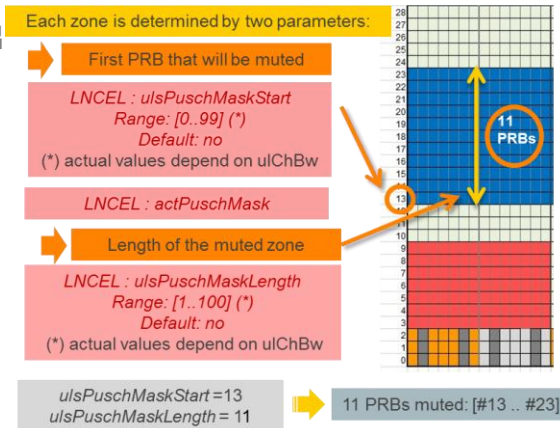 Each zone is determined by two parameters:
First PRB that will be muted
LNCEL : ulsPuschMaskStart
Range: [0..99] (*)
Default: no
(*) actual values depend on ulChBw
LNCEL : actPuschMask
Length of the muted zone
LNCEL : ulsPuschMaskLength
Range: [1..100] (*)
Default: no
(*) actual values depend on ulChBw
ulsPuschMaskStart =13
ulsPuschMaskLength = 11
11 PRBs muted: [#13 .. #23]
28
27
26
25
24
23
22
21
20
19
18
17
16
15
14
13
12
11
10
9
8
7
6
5
4
3
2
1
0
11
PRBs